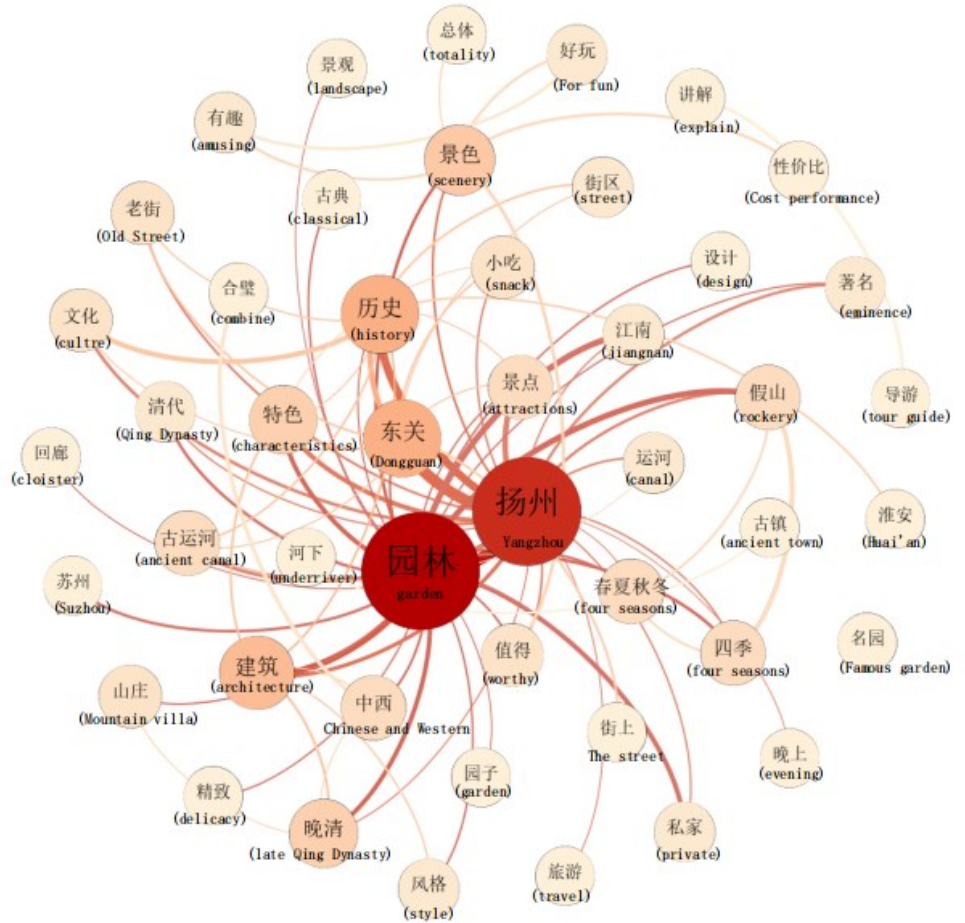 总体
(totality)
好玩
(For fun)
景观
(landscape)
讲解
(explain)
有趣
(amusing)
景色
(scenery)
性价比
(Cost performance)
古典
(classical)
街区
(street)
老街
(Old Street)
小吃
(snack)
设计
(design)
著名
(eminence)
合璧
(combine)
历史
(history)
文化
(cultre)
江南
(jiangnan)
景点
(attractions)
假山
(rockery)
导游
(tour guide)
清代
(Qing Dynasty)
特色
(characteristics)
东关
(Dongguan)
回廊
(cloister)
运河
(canal)
扬州
Yangzhou
古镇
(ancient town)
淮安
(Huai'an)
古运河
(ancient canal)
河下
(underriver)
园林
garden
苏州
(Suzhou)
春夏秋冬
(four seasons)
名园
(Famous garden)
建筑
(architecture)
值得
(worthy)
四季
(four seasons)
山庄
(Mountain villa)
中西
Chinese and Western
街上
The street
晚上
(evening)
精致
(delicacy)
园子
(garden)
晚清
(late Qing Dynasty)
私家
(private)
风格
(style)
旅游
(travel)